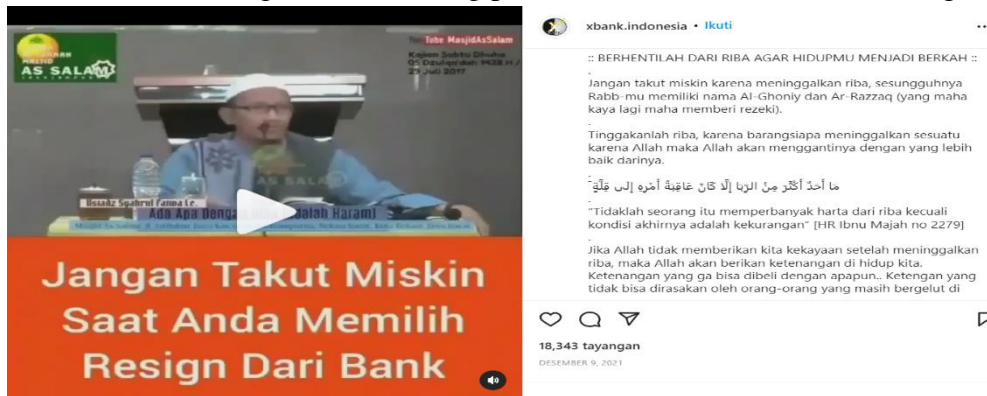 MASJID
AS SALAM
YouTube MasjidAsSalam
Kajian Sabtu Dhuha
05 Dzulqa'dah 1438 H /
29 Juli 2017
AS SALAM
Ustadz Syahrul Fatwa Lc.
Ada Apa Dengan
Adalah Haram)
Jangan Takut Miskin
Saat Anda Memilih
Resign Dari Bank
xbank.indonesia • Ikuti
:: BERHENTILAH DARI RIBA AGAR HIDUPMU MENJADI BERKAH ::
.
Jangan takut miskin karena meninggalkan riba, sesungguhnya
Rabb-mu memiliki nama Al-Ghoniy dan Ar-Razzaq (yang maha
kaya lagi maha memberi rezeki).
.
Tinggakanlah riba, karena barangsiapa meninggalkan sesuatu
karena Allah maka Allah akan menggantinya dengan yang lebih
baik darinya.
.
مَا أَحَدٌ أَكْثَرَ مِنْ الرِّبَا إِلَّا كَانَ عَاقِبَةُ أَمْرِهِ إِلَى قِلَّةٍ
.
"Tidaklah seorang itu memperbanyak harta dari riba kecuali
kondisi akhirnya adalah kekurangan" [HR Ibnu Majah no 2279]
.
Jika Allah tidak memberikan kita kekayaan setelah meninggalkan
riba, maka Allah akan berikan ketenangan di hidup kita.
Ketenangan yang ga bisa dibeli dengan apapun.. Ketengan yang
tidak bisa dirasakan oleh orang-orang yang masih bergelut di
18,343 tayangan
DESEMBER 9, 2021